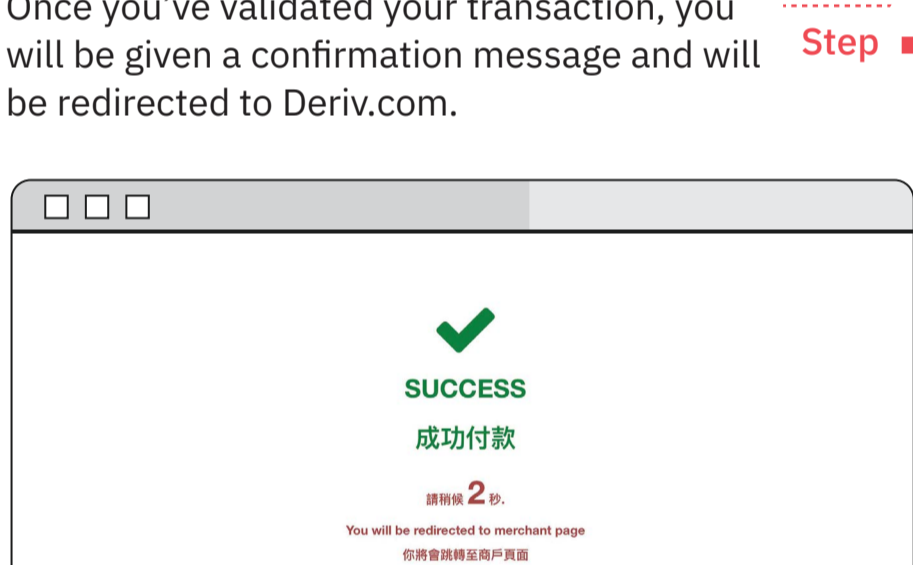 Once you've validated your transaction, you
will be given a confirmation message and will
be redirected to Deriv.com.
Step
SUCCESS
成功付款
請稍候 2 秒.
You will be redirected to merchant page
你將會跳轉至商戶頁面